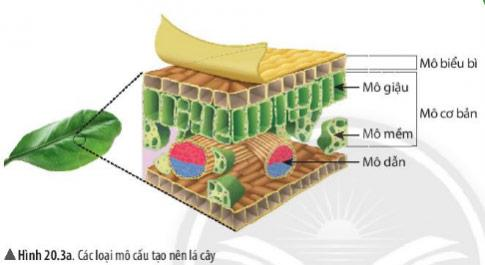 Mô biểu bì
Mô giậu
Mô cơ bản
Mô mềm
Mô dẫn
▲ Hình 20.3a. Các loại mô cấu tạo nên lá cây